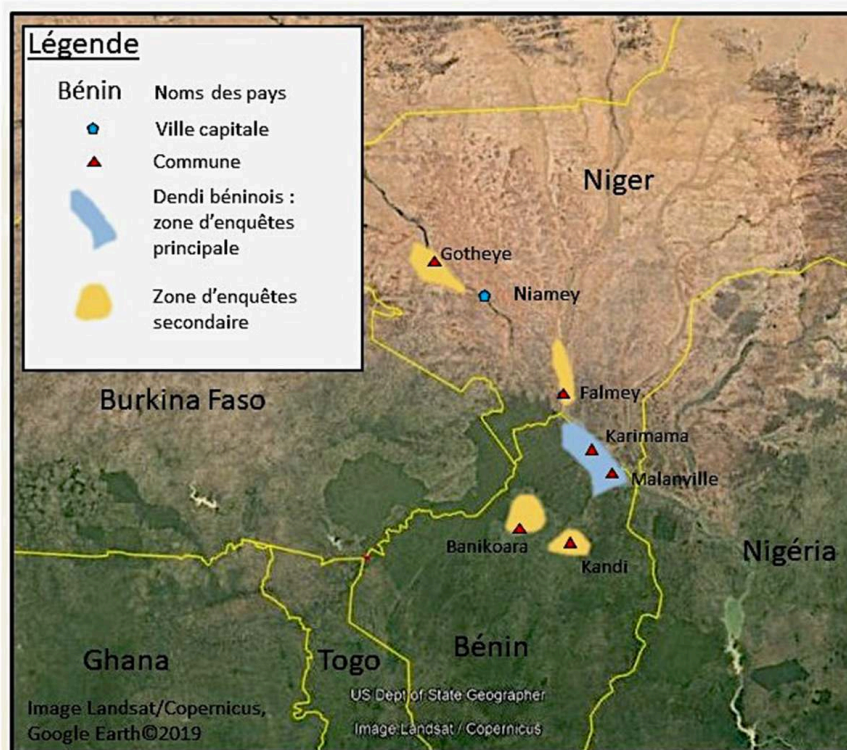 Légende
Bénin Noms des pays
Ville capitale
Commune
Dendi béninois :
zone d'enquêtes
principale
Zone d'enquêtes
secondaire
Niger
Gotheye
Niamey
Burkina Faso
Falmey
Karimama
Malanville
Banikoara
Kandi
Nigéria
Ghana
Togo
Bénin
US Dept of State Geographer
Image Landsat/Copernicus,
Google Earth©2019
Image Landsat / Copernicus